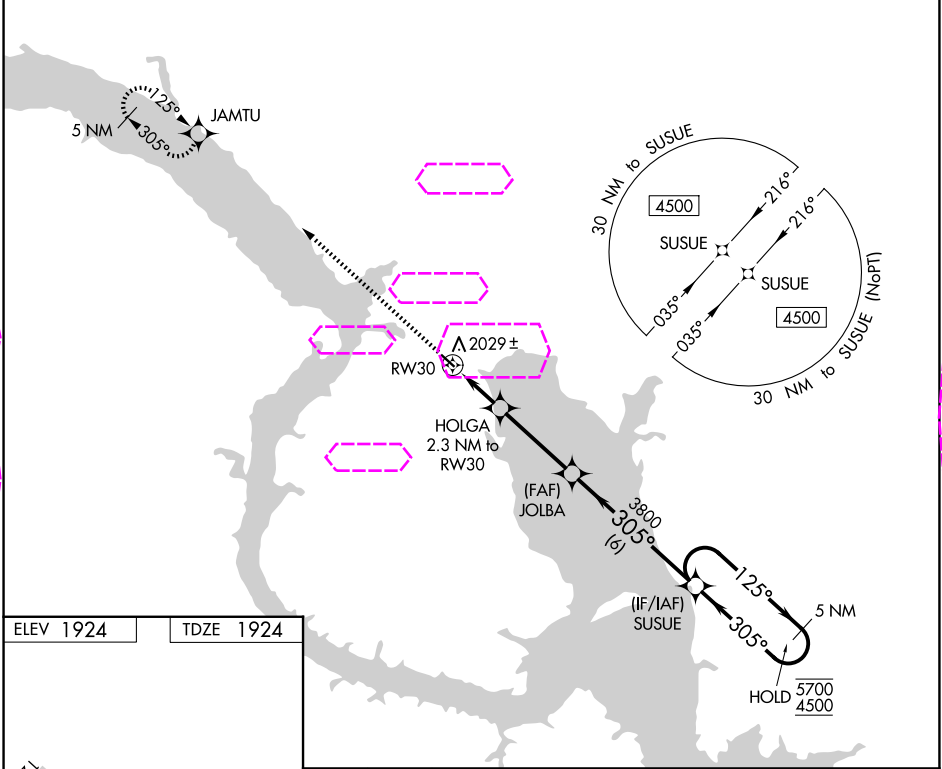 JAMTU
125°
5 NM
305°
30 NM to SUSUE
4500
216°
SUSUE
035°
216°
SUSUE
035°
4500
30 NM to SUSUE (NoPT)
2029 ±
RW30
HOLGA
2.3 NM to
RW30
(FAF)
JOLBA
3800
305°
(6)
(IF/IAF)
SUSUE
125°
5 NM
305°
HOLD
5700
4500
ELEV 1924
TDZE 1924